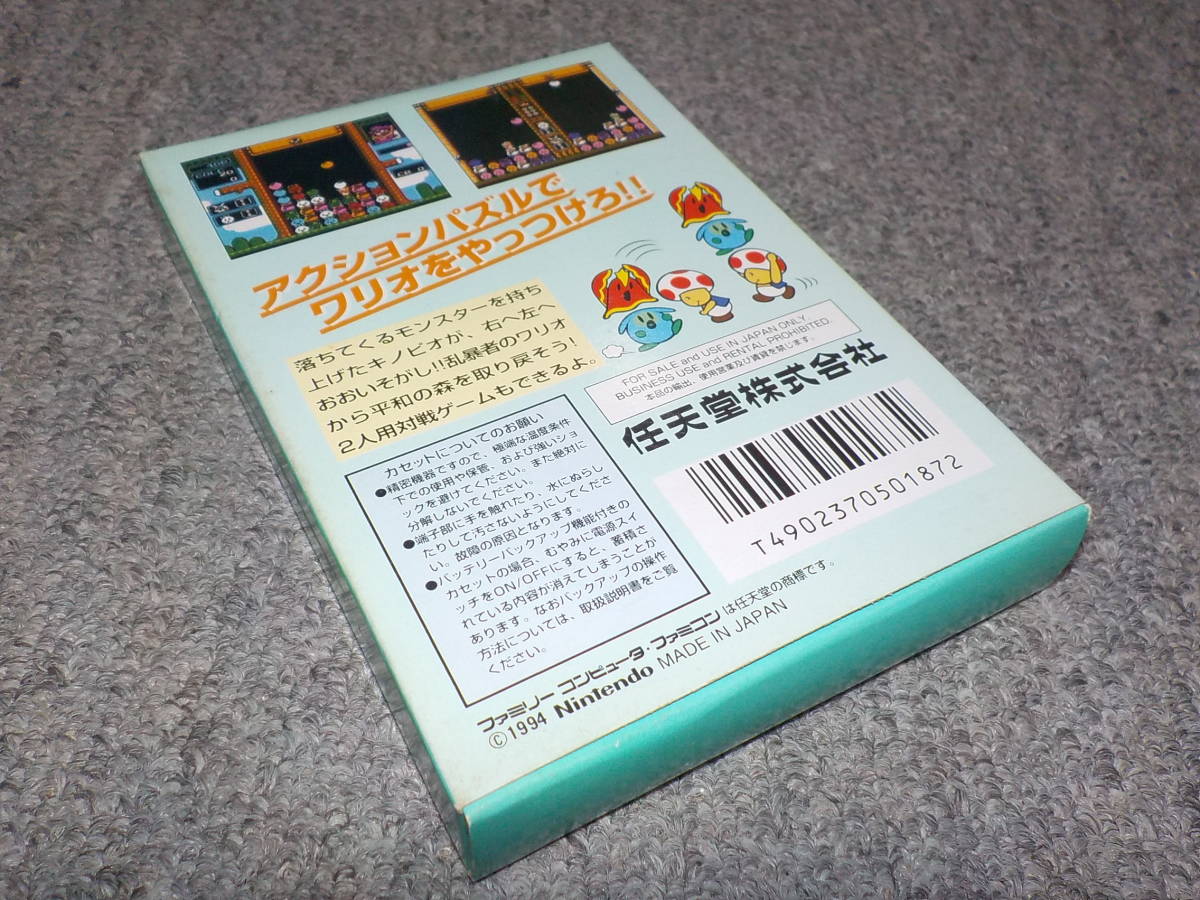 アクションパズルで
ワリオをやっつけろ!!
落ちてくるモンスターを持ち
上げたキノピオが、右へ左へ
おおいそがし!!乱暴者のワリオ
から平和の森を取り戻そう!
2人用対戦ゲームもできるよ。
FOR SALE and USE IN JAPAN ONLY.
BUSINESS USE and RENTAL PROHIBITED.
本品の輸出、使用営業及び賃貸を禁じます。
任天堂株式会社
T4902370501872
カセットについてのお願い
●精密機器ですので、極端な温度条件
下での使用や保管、および強いショ
ックを避けてください。また絶対に
分解しないでください。
●端子部に手を触れたり、水にぬらし
たりして汚さないようにしてくださ
い。故障の原因となります。
●バッテリーバックアップ機能付きの
カセットの場合、むやみに電源スイ
ッチをON/OFFにすると、蓄積さ
れている内容が消えてしまうことが
あります。なおバックアップの操作
方法については、取扱説明書をご覧
ください。
ファミリーコンピュータ・ファミコンは任天堂の商標です。
©1994 Nintendo MADE IN JAPAN